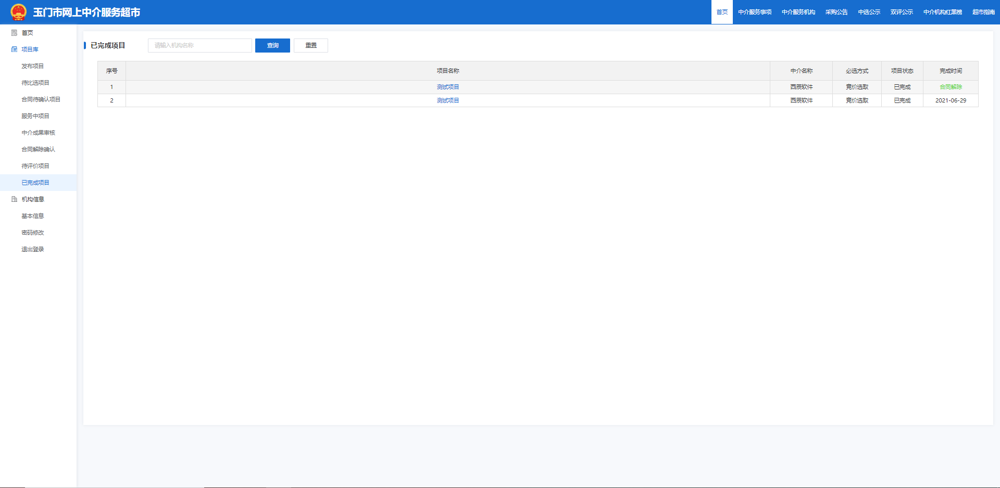 玉门市网上中介服务超市
首页 中介服务事项 中介服务机构 采购公告 中选公示 双评公示 中介机构红黑榜 超市指南
首页
项目库
发布项目
待比选项目
合同待确认项目
服务中项目
中介成果审核
合同解除确认
待评价项目
已完成项目
机构信息
基本信息
密码修改
退出登录
已完成项目 请输入机构名称 查询 重置
序号 项目名称 中介名称 必选方式 项目状态 完成时间
1 测试项目 西辰软件 竞价选取 已完成 合同解除
2 测试项目 西辰软件 竞价选取 已完成 2021-06-29